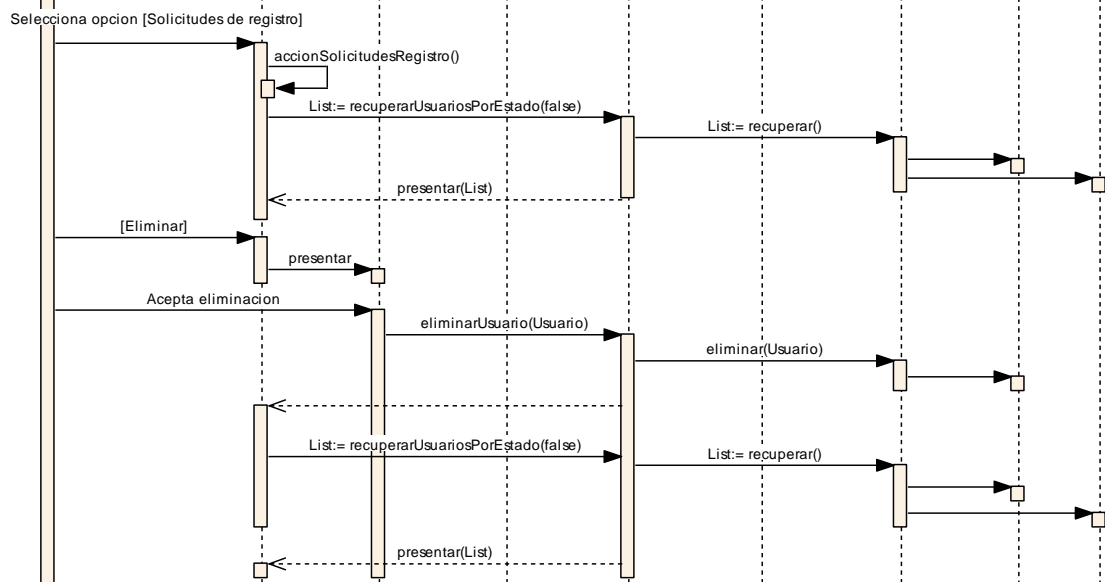 Selecciona opcion [Solicitudes de registro]
accionSolicitudesRegistro()
List:= recuperarUsuariosPorEstado(false)
List:= recuperar()
presentar(List)
[Eliminar]
presentar
Acepta eliminacion
eliminarUsuario(Usuario)
eliminar(Usuario)
List:= recuperarUsuariosPorEstado(false)
List:= recuperar()
presentar(List)